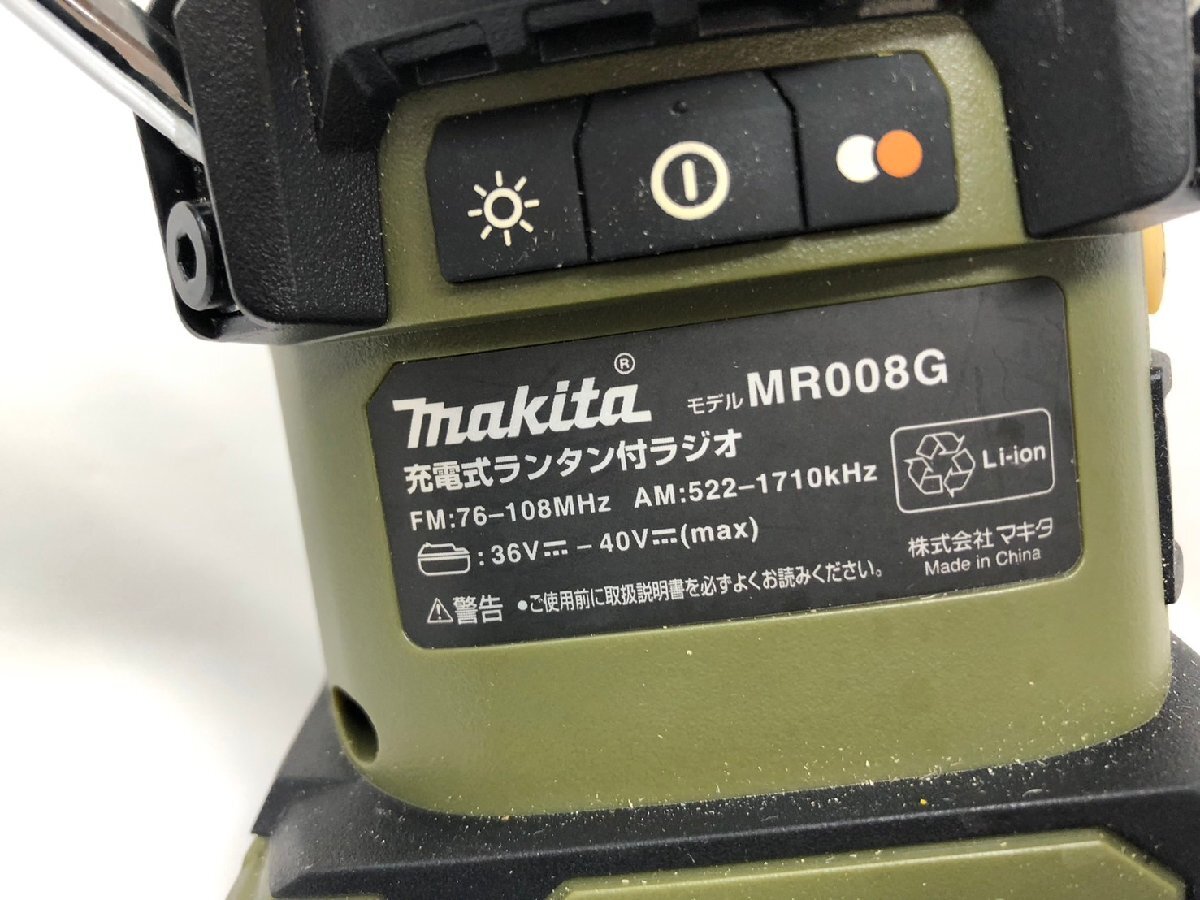 makita® モデル MR008G
充電式ランタン付ラジオ
FM:76–108MHz AM:522–1710kHz
Li-ion
:36V⎓ – 40V⎓(max)
株式会社マキタ
Made in China
⚠警告 •ご使用前に取扱説明書を必ずよくお読みください。